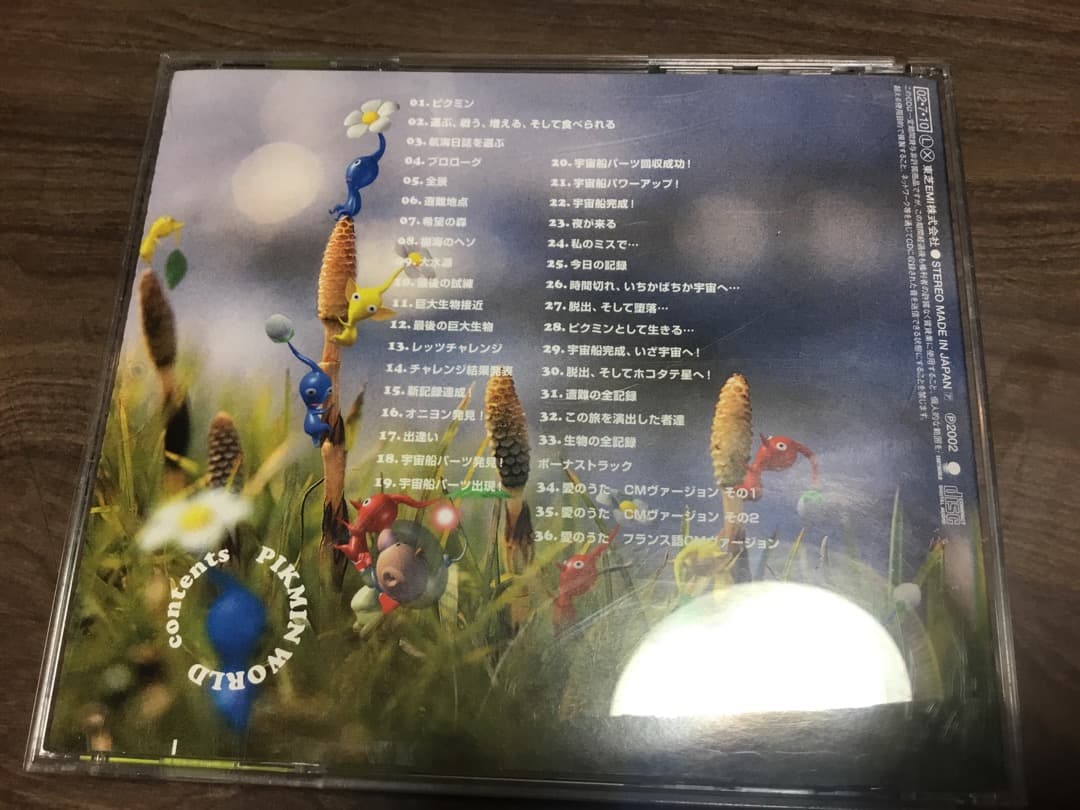 01. ピクミン
02. 運ぶ、戦う、増える、そして食べられる
03. 航海日誌を選ぶ
04. プロローグ
05. 全景
06. 遭難地点
07. 希望の森
08. 樹海のヘソ
09. 大水源
10. 最後の試練
11. 巨大生物接近
12. 最後の巨大生物
13. レッツチャレンジ
14. チャレンジ結果発表
15. 新記録達成!
16. オニヨン発見!
17. 出逢い
18. 宇宙船パーツ発見!
19. 宇宙船パーツ出現!
20. 宇宙船パーツ回収成功!
21. 宇宙船パワーアップ!
22. 宇宙船完成!
23. 夜が来る
24. 私のミスで…
25. 今日の記録
26. 時間切れ、いちかばちか宇宙へ…
27. 脱出、そして墜落…
28. ピクミンとして生きる…
29. 宇宙船完成、いざ宇宙へ!
30. 脱出、そしてホコタテ星へ!
31. 遭難の全記録
32. この旅を演出した者達
33. 生物の全記録
ボーナストラック
34. 愛のうた CMヴァージョン その1
35. 愛のうた CMヴァージョン その2
36. 愛のうた フランス語CMヴァージョン
PIKMIN WORLD contents
02・7・10 Ⓛ Ⓧ 東芝EMI株式会社 ● STEREO MADE IN JAPAN Ⓟ2002 disc